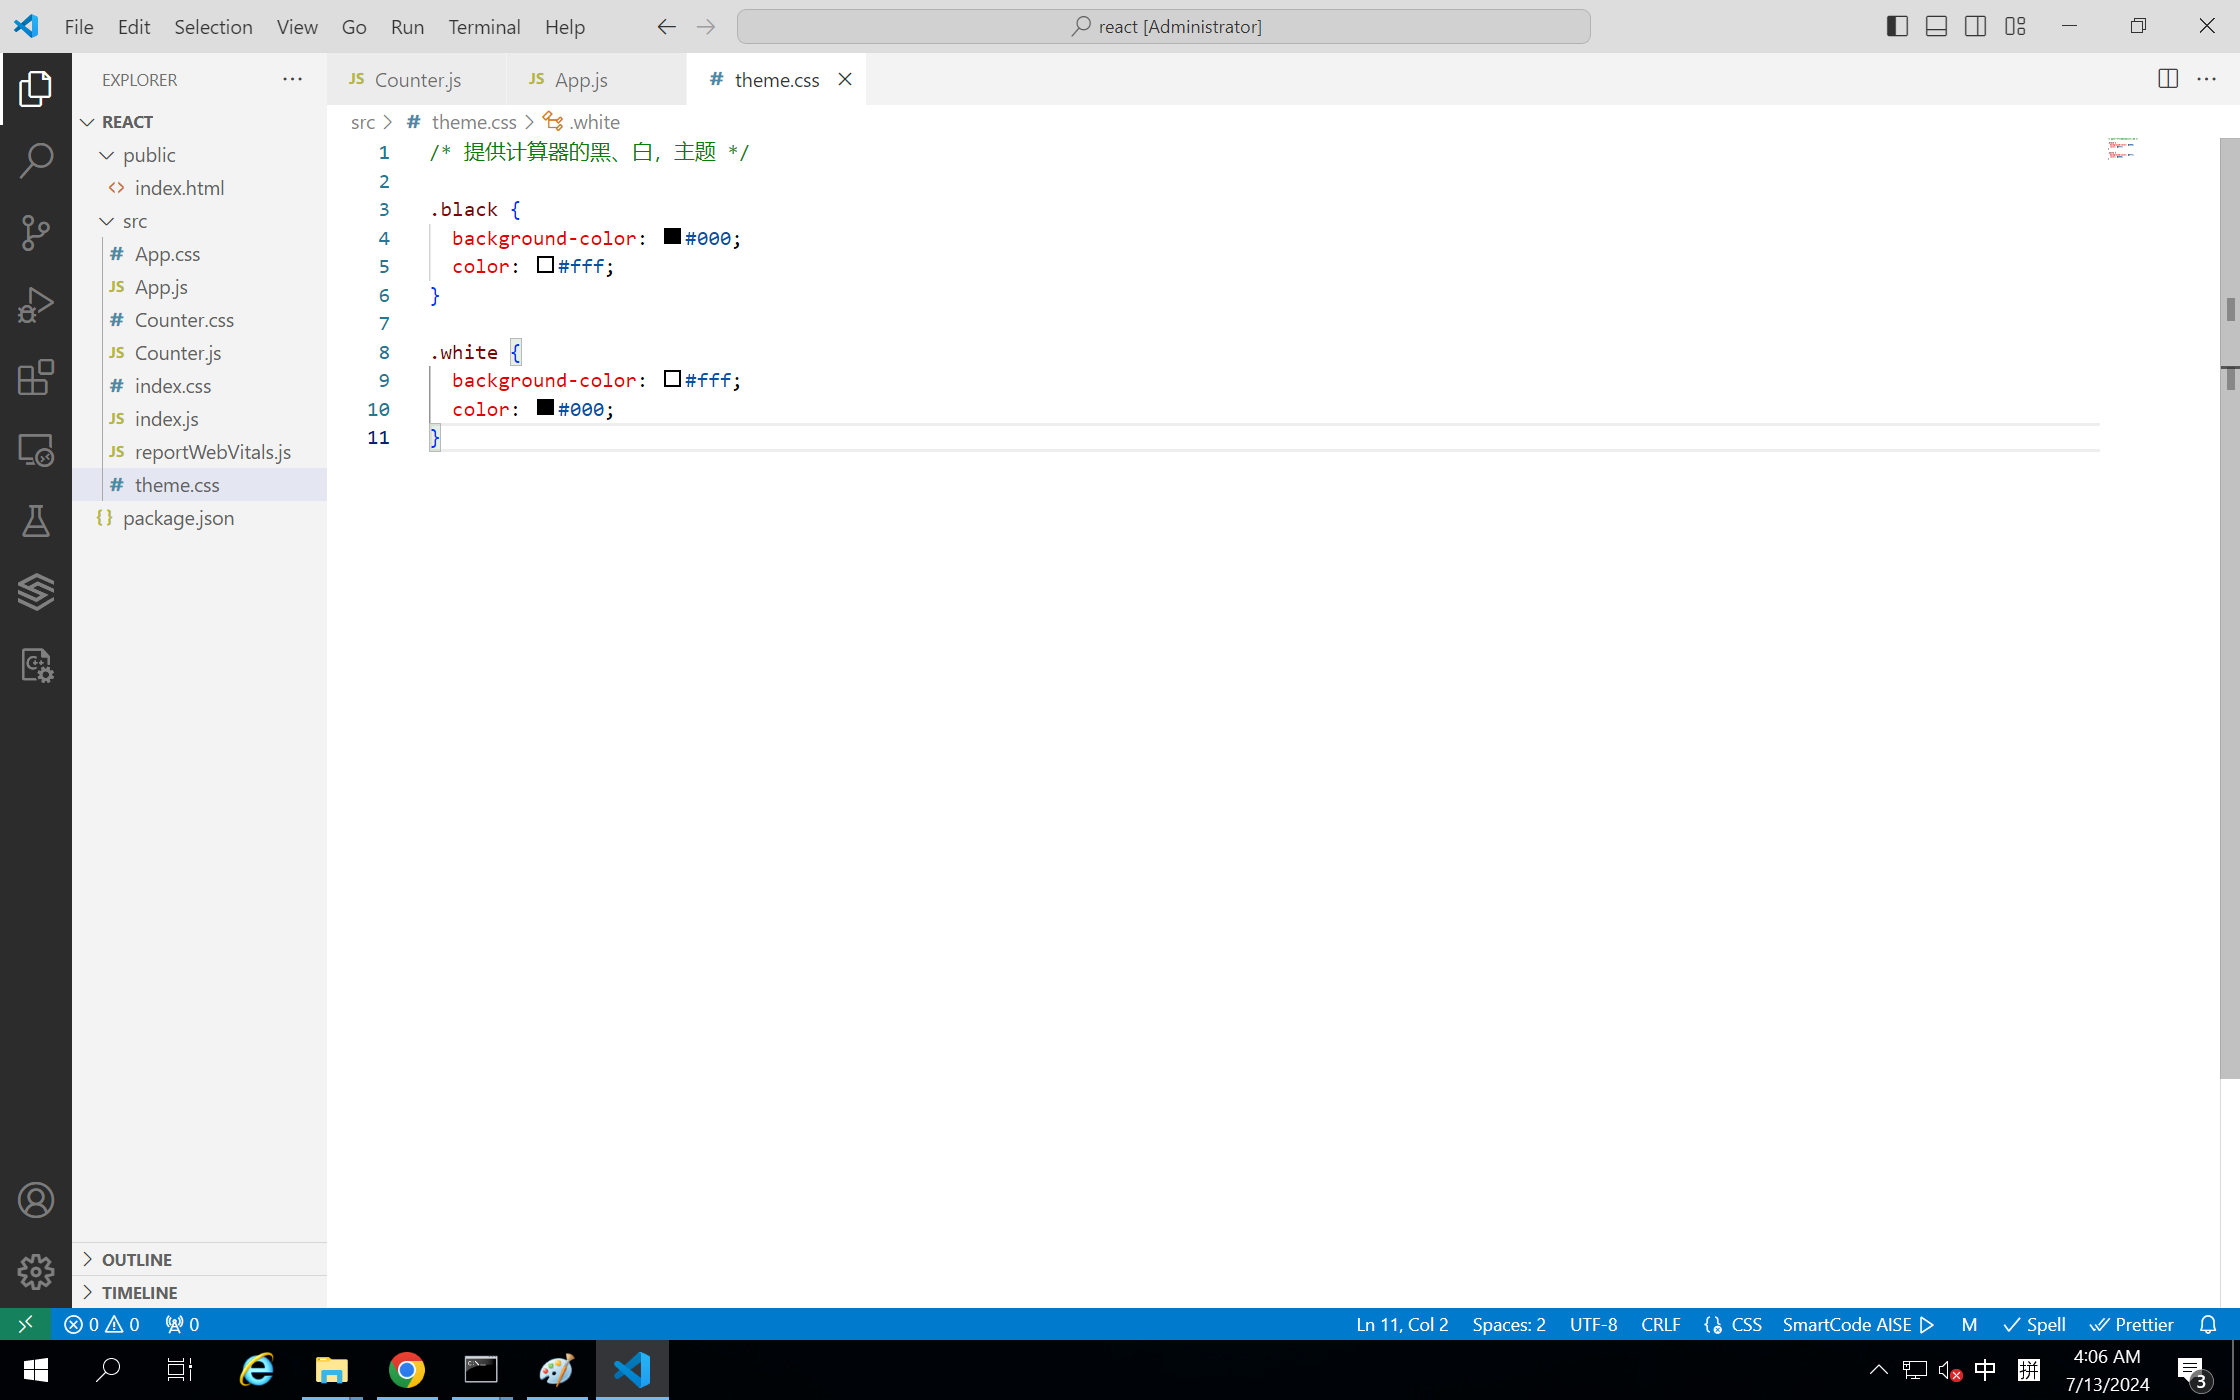 File Edit Selection View Go Run Terminal Help
react [Administrator]
EXPLORER
Counter.js
App.js
theme.css
REACT
public
index.html
src
App.css
App.js
Counter.css
Counter.js
index.css
index.js
reportWebVitals.js
theme.css
package.json
OUTLINE
TIMELINE
src > # theme.css > .white
1 /* 提供计算器的黑、白，主题 */
2
3 .black {
4 background-color: #000;
5 color: #fff;
6 }
7
8 .white {
9 background-color: #fff;
10 color: #000;
11 }
0 0 0
Ln 11, Col 2 Spaces: 2 UTF-8 CRLF CSS SmartCode AISE M Spell Prettier
中 拼
4:06 AM
7/13/2024
3